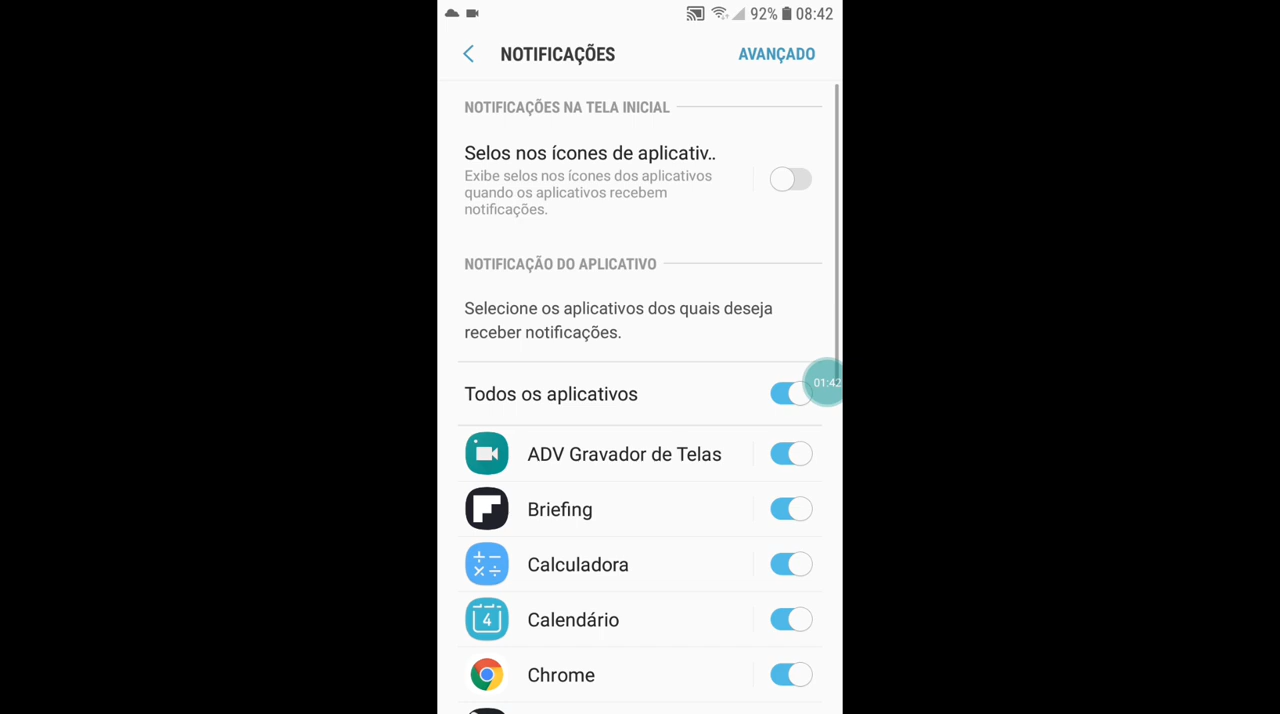 92% 08:42
NOTIFICAÇÕES AVANÇADO
NOTIFICAÇÕES NA TELA INICIAL
Selos nos ícones de aplicativ..
Exibe selos nos ícones dos aplicativos
quando os aplicativos recebem
notificações.
NOTIFICAÇÃO DO APLICATIVO
Selecione os aplicativos dos quais deseja
receber notificações.
Todos os aplicativos
01:42
ADV Gravador de Telas
Briefing
Calculadora
4
Calendário
Chrome